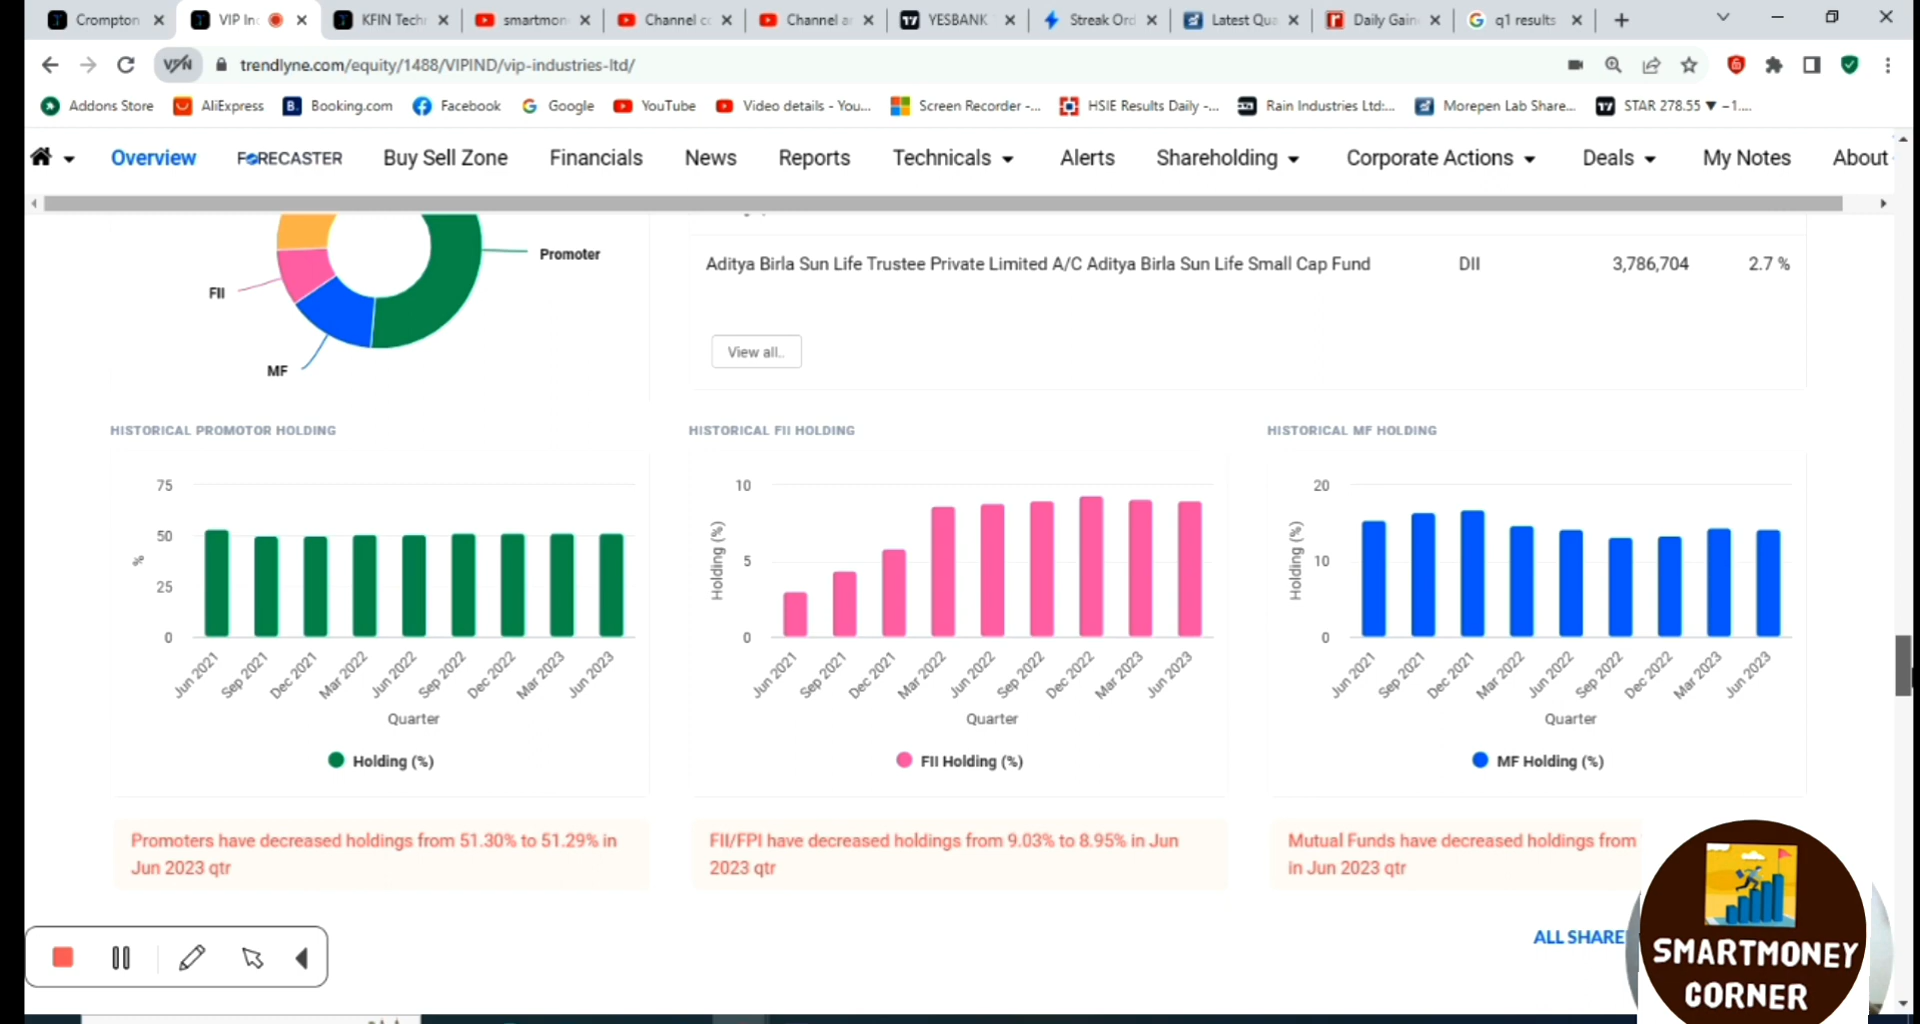 Crompton
VIP In
KFIN Tech
smartmon
Channel co
Channel a
YESBANK
Streak Ord
Latest Qua
Daily Gain
q1 results
VPN
trendlyne.com/equity/1488/VIPIND/vip-industries-ltd/
Addons Store
AliExpress
B. Booking.com
Facebook
Google
YouTube
Video details - You...
Screen Recorder -...
HSIE Results Daily -...
Rain Industries Ltd:...
Morepen Lab Share...
STAR 278.55 ▼ −1....
Overview
FORECASTER
Buy Sell Zone
Financials
News
Reports
Technicals
Alerts
Shareholding
Corporate Actions
Deals
My Notes
About
Promoter
FII
MF
Aditya Birla Sun Life Trustee Private Limited A/C Aditya Birla Sun Life Small Cap Fund DII 3,786,704 2.7 %
View all..
HISTORICAL PROMOTOR HOLDING
75
50
25
0
%
Jun 2021
Sep 2021
Dec 2021
Mar 2022
Jun 2022
Sep 2022
Dec 2022
Mar 2023
Jun 2023
Quarter
Holding (%)
Promoters have decreased holdings from 51.30% to 51.29% in
Jun 2023 qtr
HISTORICAL FII HOLDING
10
5
0
Holding (%)
Jun 2021
Sep 2021
Dec 2021
Mar 2022
Jun 2022
Sep 2022
Dec 2022
Mar 2023
Jun 2023
Quarter
FII Holding (%)
FII/FPI have decreased holdings from 9.03% to 8.95% in Jun
2023 qtr
HISTORICAL MF HOLDING
20
10
0
Holding (%)
Jun 2021
Sep 2021
Dec 2021
Mar 2022
Jun 2022
Sep 2022
Dec 2022
Mar 2023
Jun 2023
Quarter
MF Holding (%)
Mutual Funds have decreased holdings from
in Jun 2023 qtr
ALL SHARE
SMARTMONEY
CORNER